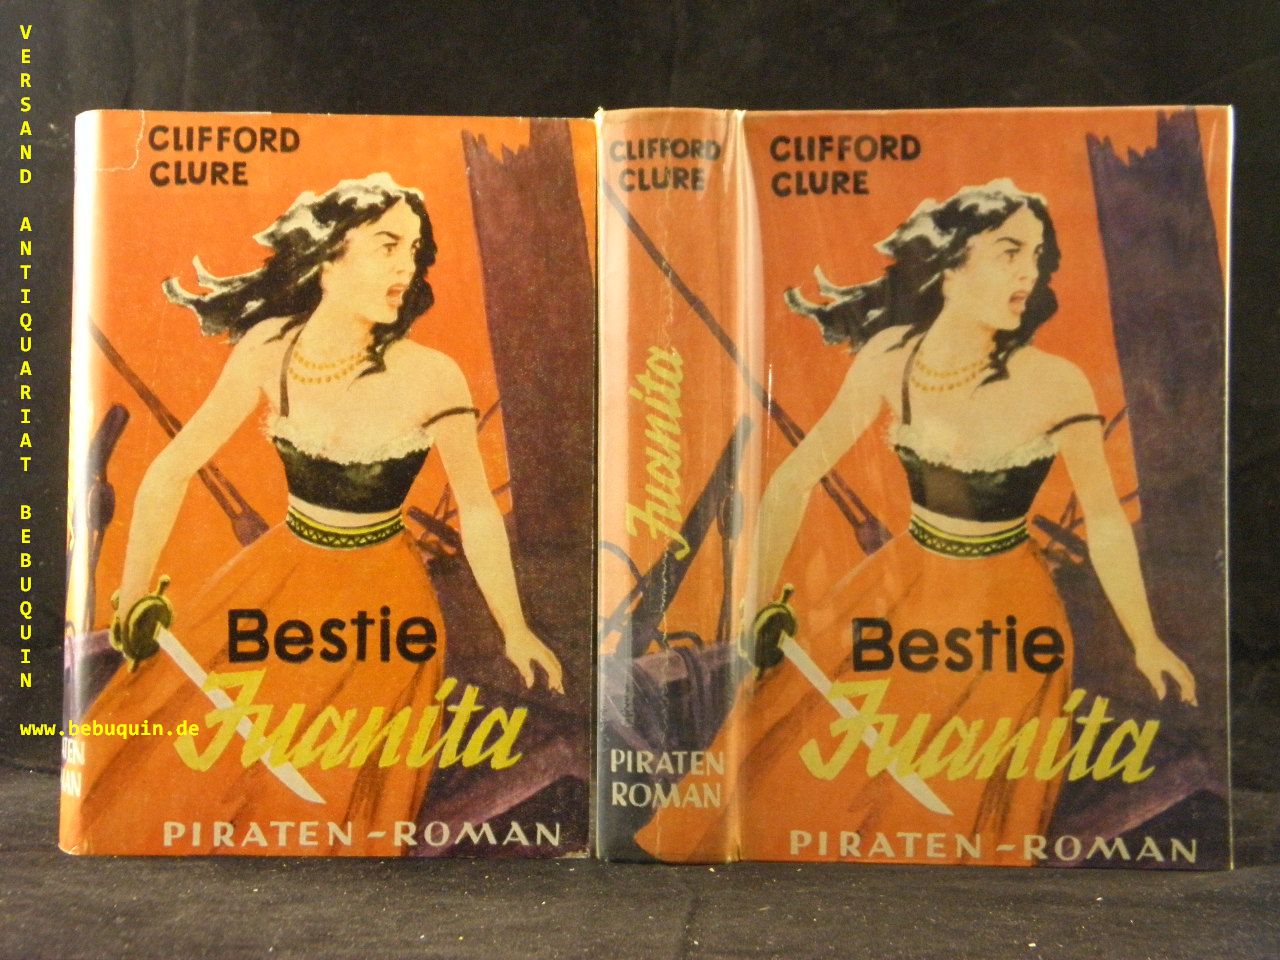 VERSAND ANTIQUARIAT BEBUQUIN
www.bebuquin.de
CLIFFORD
CLURE
Bestie
Juanita
PIRATEN-ROMAN
CLIFFORD
CLURE
Juanita
PIRATEN
ROMAN
CLIFFORD
CLURE
Bestie
Juanita
PIRATEN-ROMAN